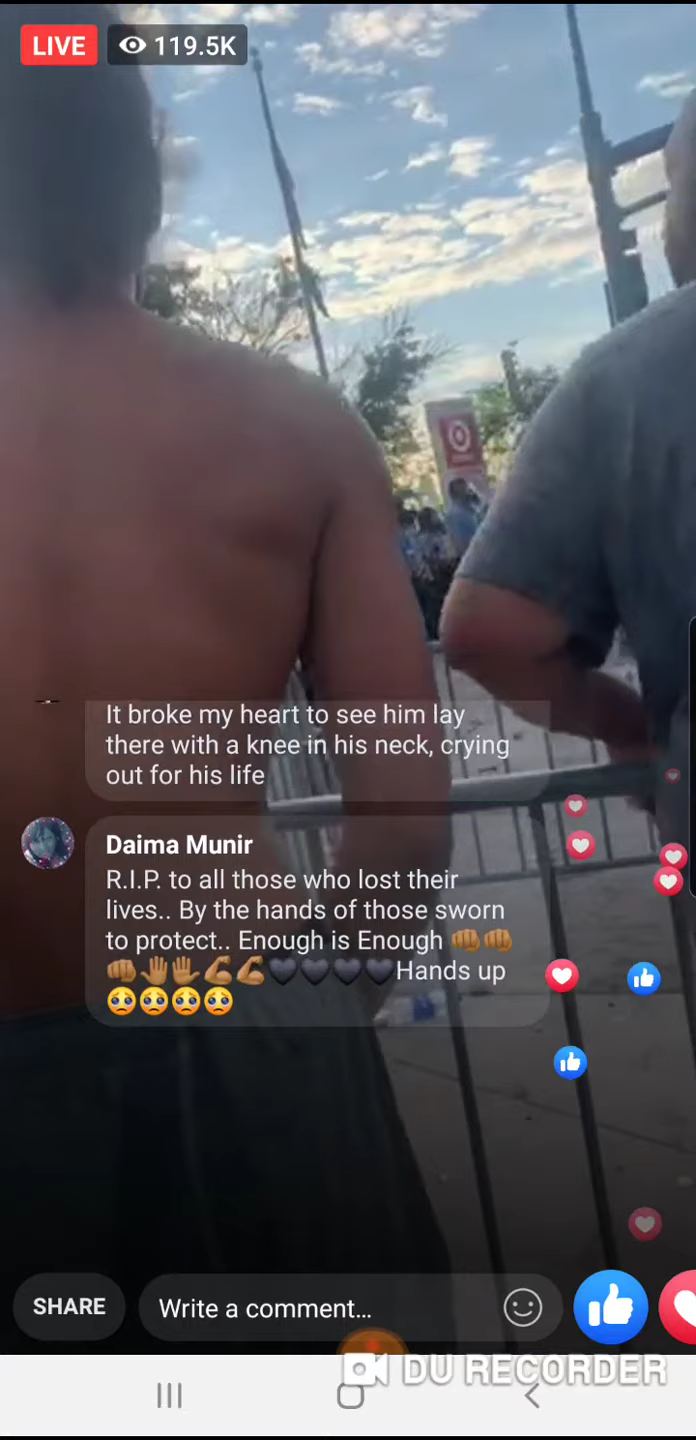 LIVE 119.5K
It broke my heart to see him lay
there with a knee in his neck, crying
out for his life
Daima Munir
R.I.P. to all those who lost their
lives.. By the hands of those sworn
to protect.. Enough is Enough 👊🏽👊🏽
👊🏽🤚🏽🤚🏽💪🏽💪🏽🖤🖤🖤🖤Hands up
🥺🥺🥺🥺
SHARE
Write a comment...
DU RECORDER